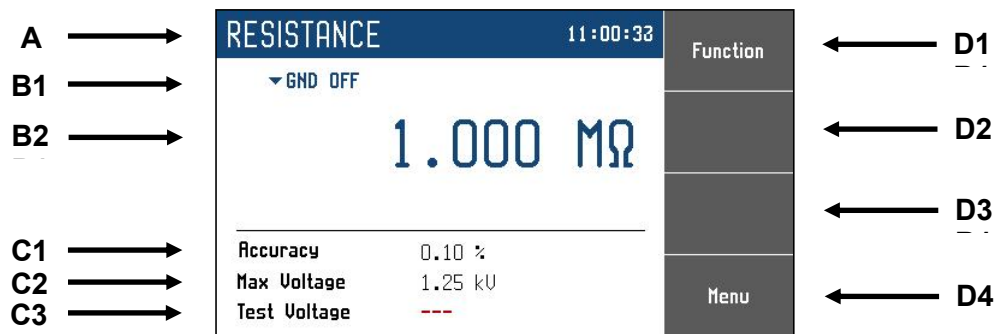 A RESISTANCE 11:00:33 Function D1
B1 GND OFF
B2 1.000 MΩ D2
D3
C1 Accuracy 0.10 %
C2 Max Voltage 1.25 kV Menu D4
C3 Test Voltage ---